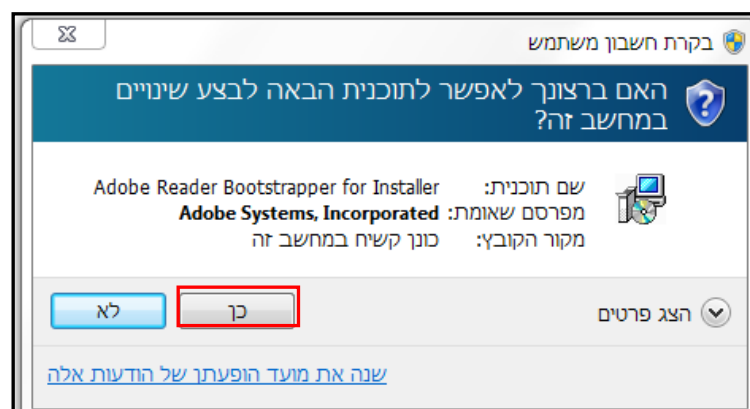 בקרת חשבון משתמש
האם ברצונך לאפשר לתוכנית הבאה לבצע שינויים
במחשב זה?
שם תוכנית: Adobe Reader Bootstrapper for Installer
מפרסם שאומת: Adobe Systems, Incorporated
מקור הקובץ: כונן קשיח במחשב זה
הצג פרטים כן לא
שנה את מועד הופעתן של הודעות אלה